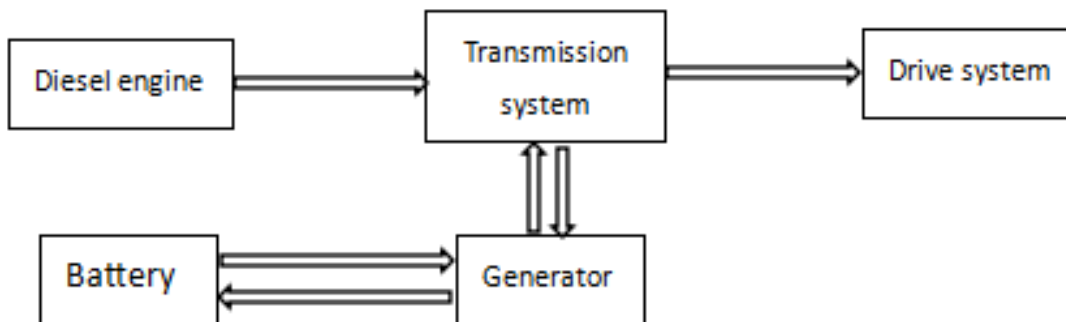 Diesel engine
Transmission
system
Drive system
Battery
Generator